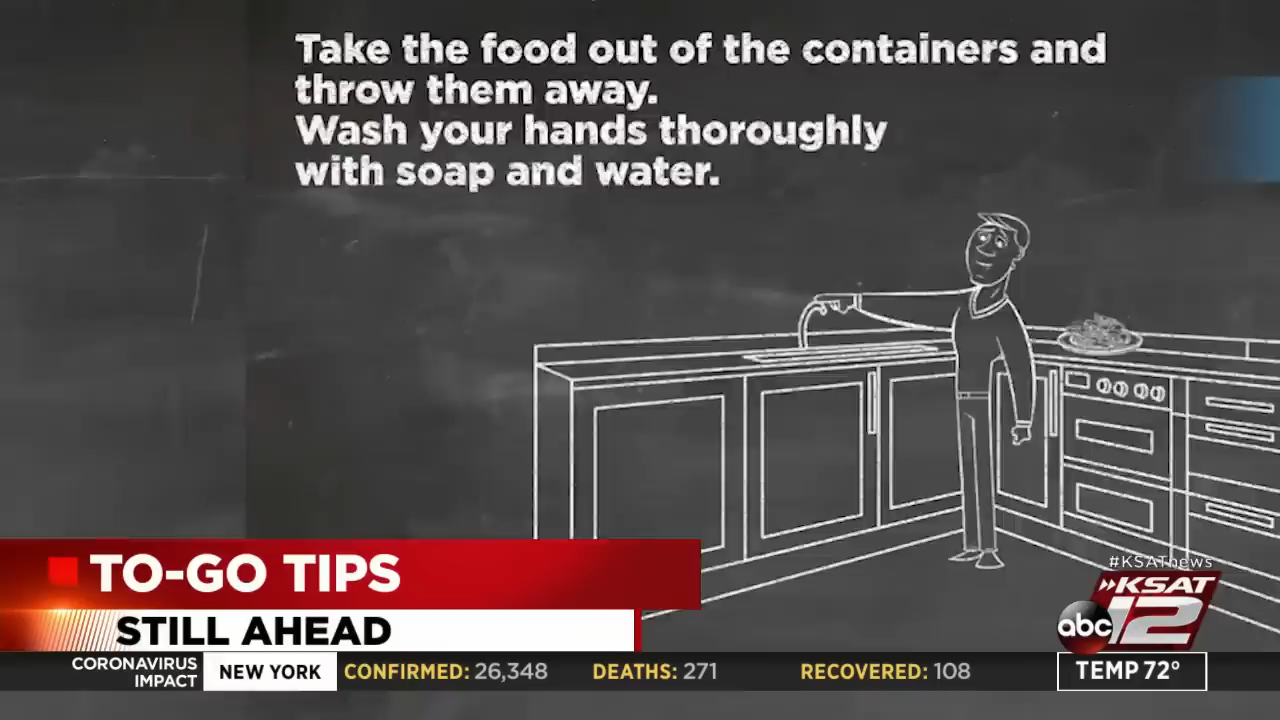 Take the food out of the containers and
throw them away.
Wash your hands thoroughly
with soap and water.
TO-GO TIPS
STILL AHEAD
#KSATnews
KSAT
abc 12
CORONAVIRUS
IMPACT
NEW YORK
CONFIRMED: 26,348
DEATHS: 271
RECOVERED: 108
TEMP 72°